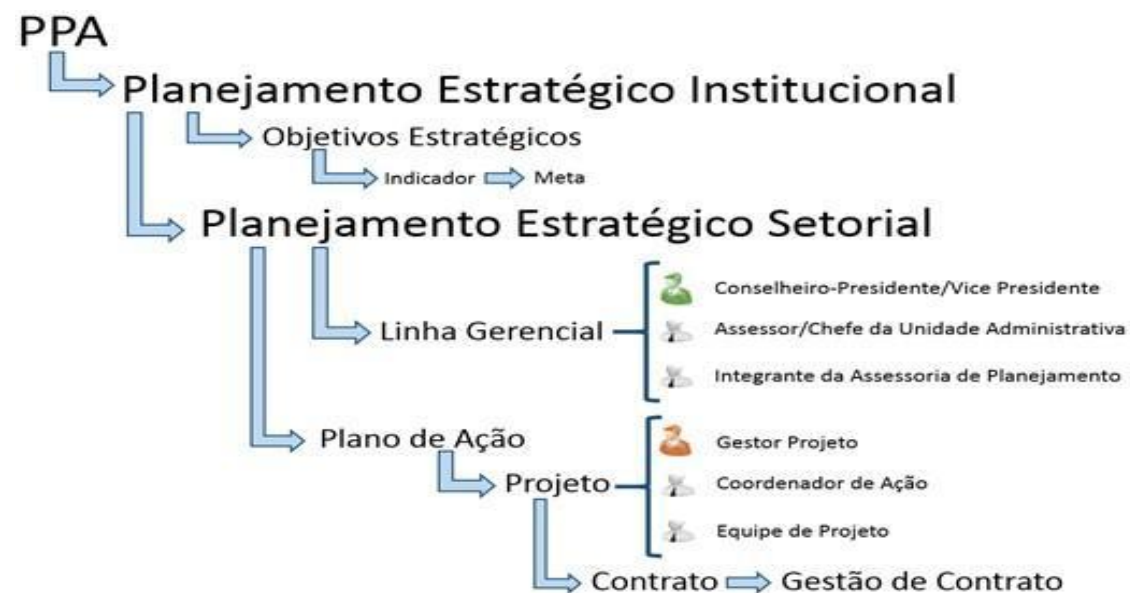 PPA
Planejamento Estratégico Institucional
Objetivos Estratégicos
Indicador
Meta
Planejamento Estratégico Setorial
Linha Gerencial
Conselheiro-Presidente/Vice Presidente
Assessor/Chefe da Unidade Administrativa
Integrante da Assessoria de Planejamento
Plano de Ação
Projeto
Gestor Projeto
Coordenador de Ação
Equipe de Projeto
Contrato
Gestão de Contrato